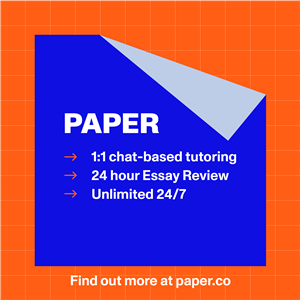 PAPER
→ 1:1 chat-based tutoring
→ 24 hour Essay Review
→ Unlimited 24/7
Find out more at paper.co